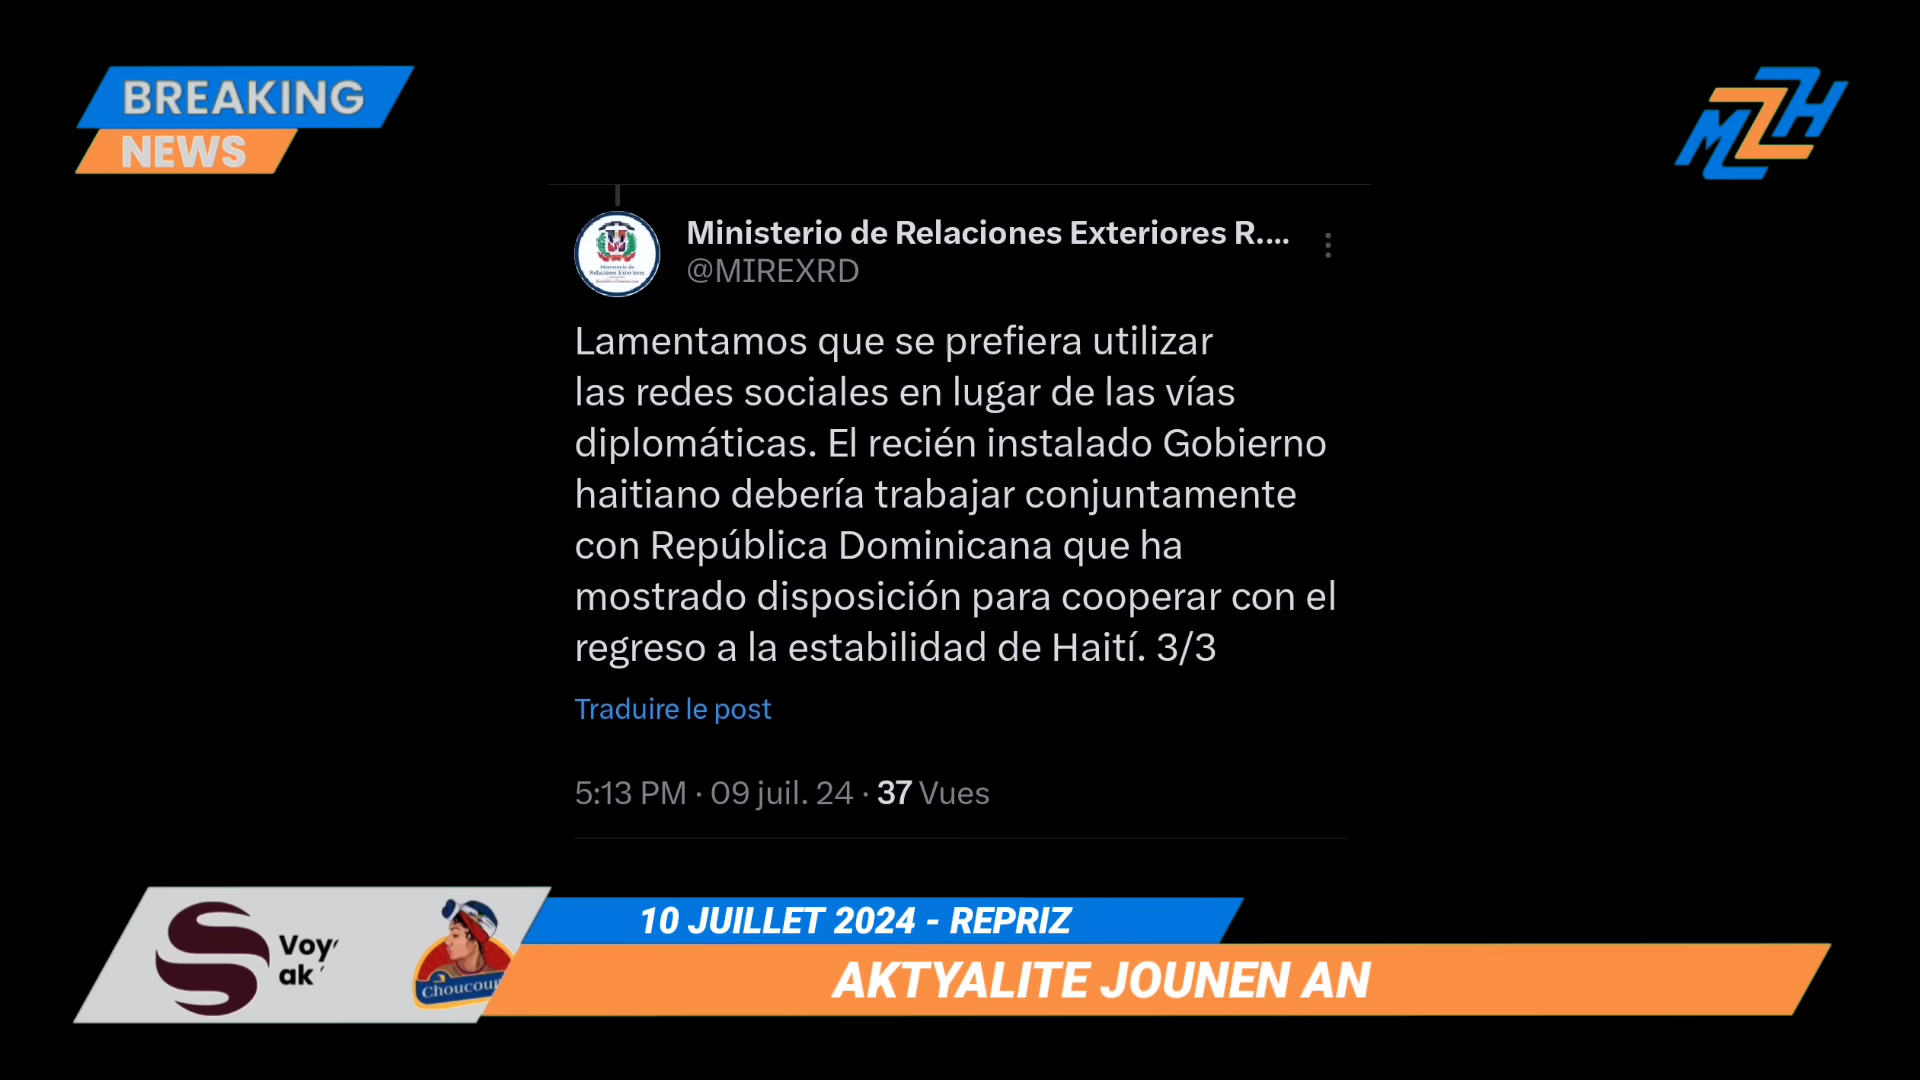 BREAKING
NEWS
MZH
Ministerio de Relaciones Exteriores R....
@MIREXRD
Lamentamos que se prefiera utilizar
las redes sociales en lugar de las vías
diplomáticas. El recién instalado Gobierno
haitiano debería trabajar conjuntamente
con República Dominicana que ha
mostrado disposición para cooperar con el
regreso a la estabilidad de Haití. 3/3
Traduire le post
5:13 PM · 09 juil. 24 · 37 Vues
10 JUILLET 2024 - REPRIZ
AKTYALITE JOUNEN AN
ak